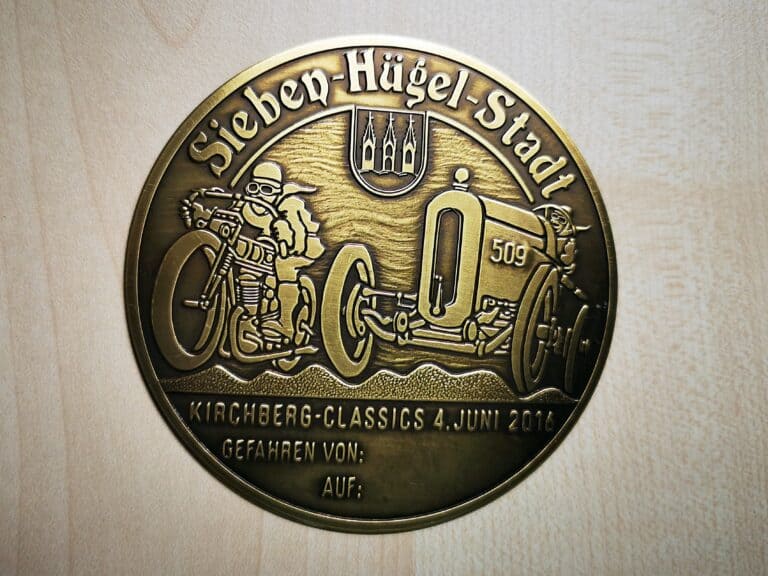 Sieben-Hügel-Stadt
509
KIRCHBERG-CLASSICS 4. JUNI 2016
GEFAHREN VON:
AUF: